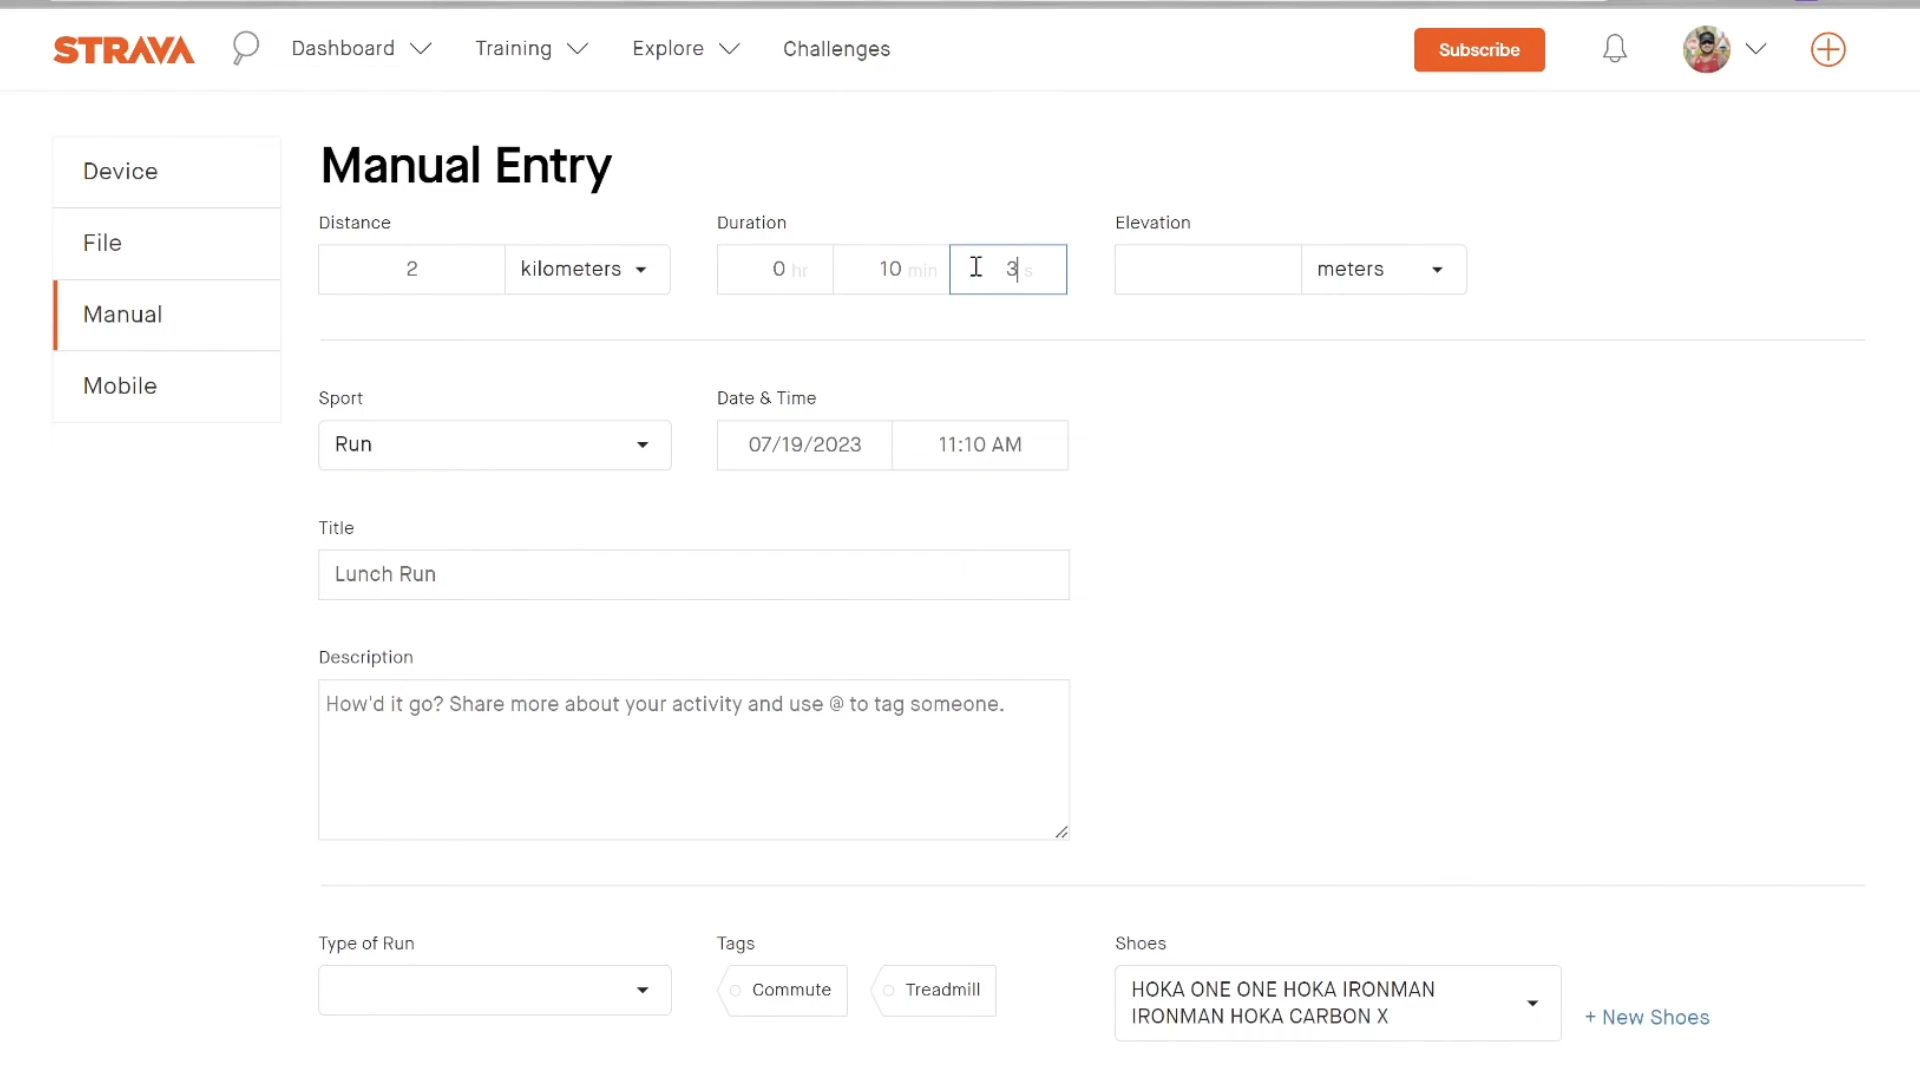 STRAVA Dashboard Training Explore Challenges Subscribe
Device
File
Manual
Mobile
Manual Entry
Distance Duration Elevation
2 kilometers 0 hr 10 min 3 s meters
Sport Date & Time
Run 07/19/2023 11:10 AM
Title
Lunch Run
Description
How'd it go? Share more about your activity and use @ to tag someone.
Type of Run Tags Shoes
Commute Treadmill
HOKA ONE ONE HOKA IRONMAN
IRONMAN HOKA CARBON X
+ New Shoes